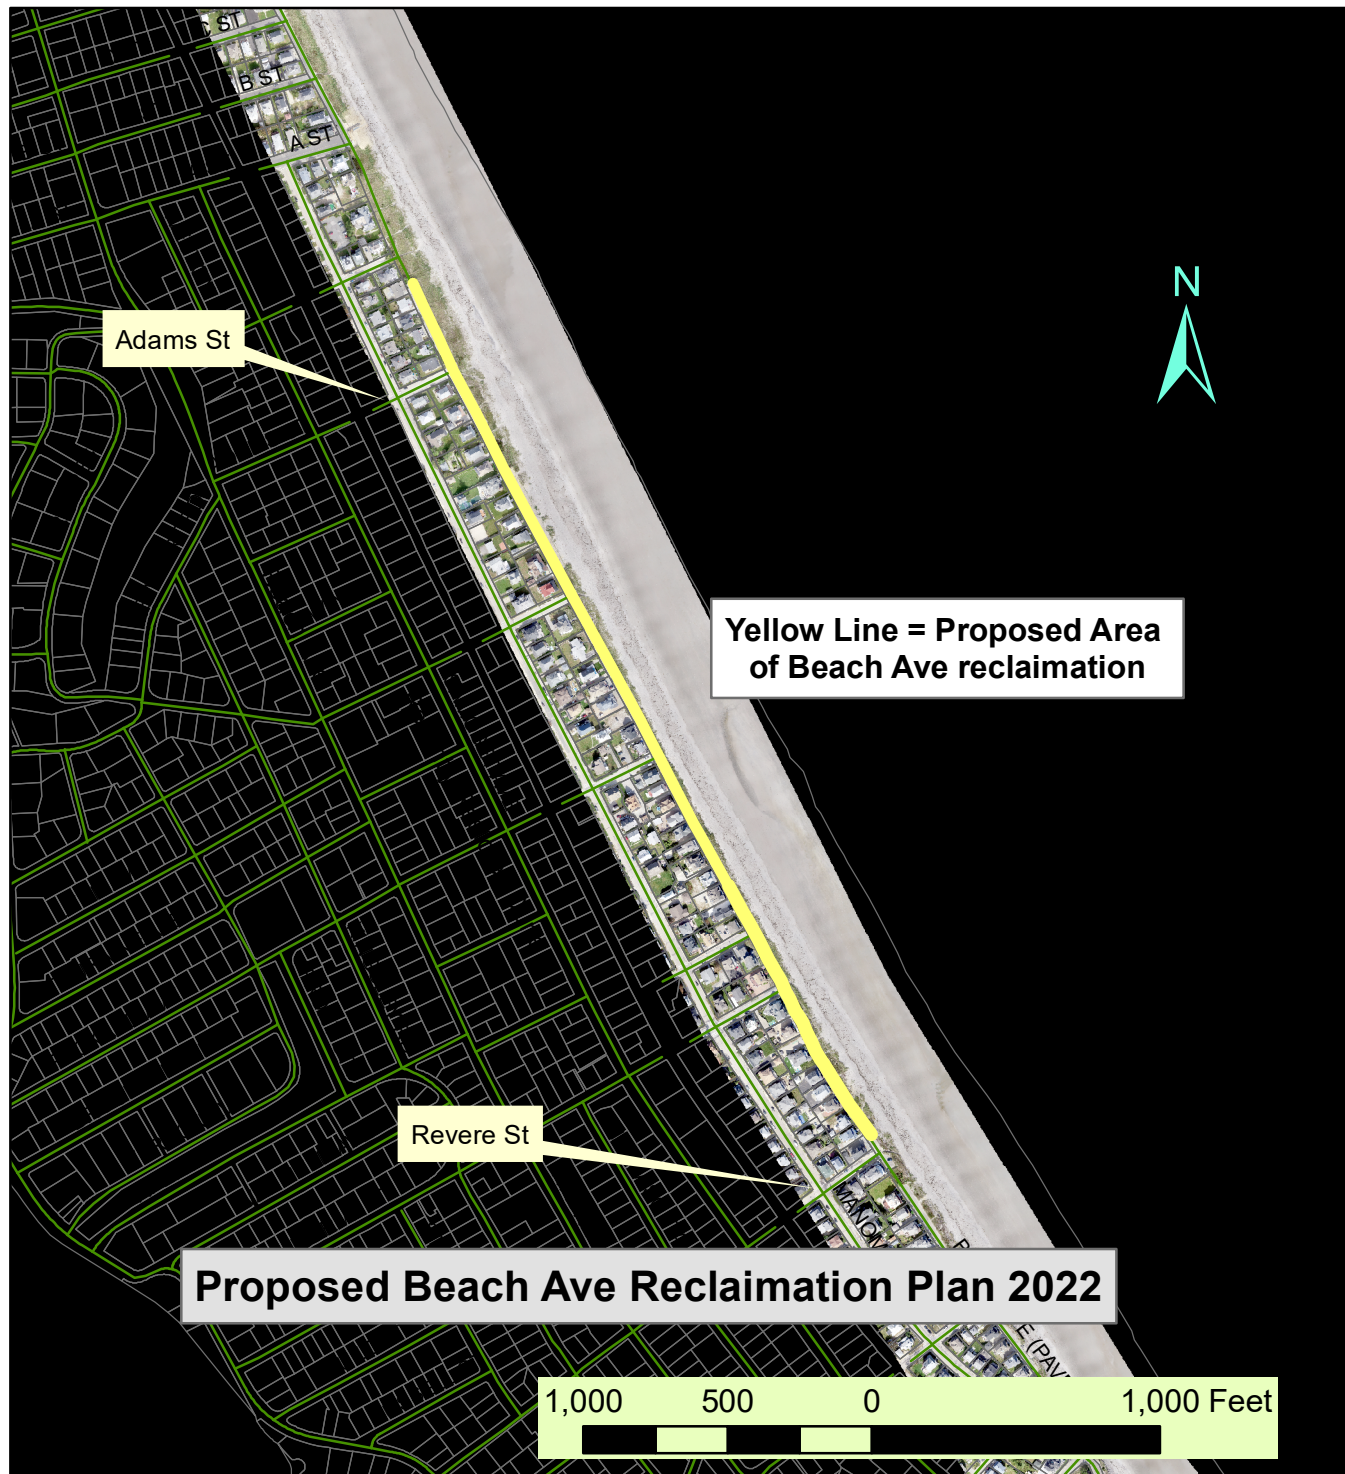 C ST
B ST
A ST
N
Adams St
Yellow Line = Proposed Area
of Beach Ave reclaimation
Revere St
Proposed Beach Ave Reclaimation Plan 2022
1,000 500 0 1,000 Feet